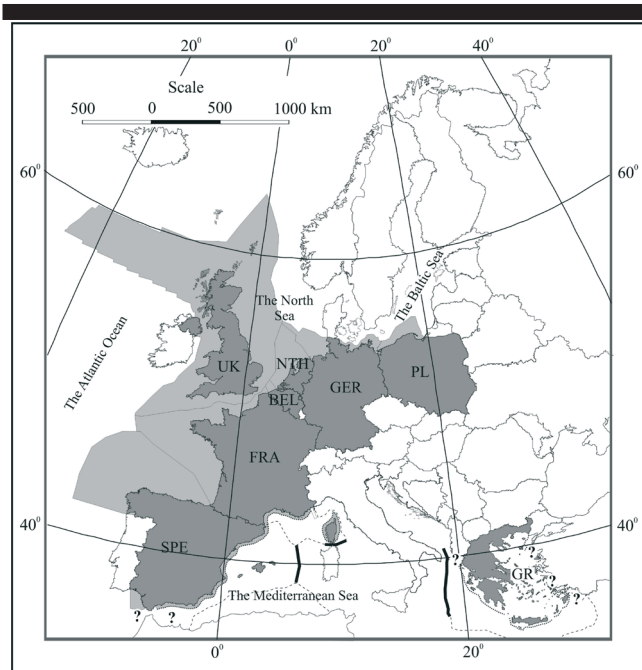 20⁰ 0⁰ 20⁰ 40⁰
Scale
500 0 500 1000 km
60⁰ 60⁰
The Baltic Sea
The North
Sea
The Atlantic Ocean
UK
NTH
BEL
GER
PL
FRA
40⁰ 40⁰
SPE
?
?
GR
?
?
The Mediterranean Sea
? ?
0⁰ 20⁰